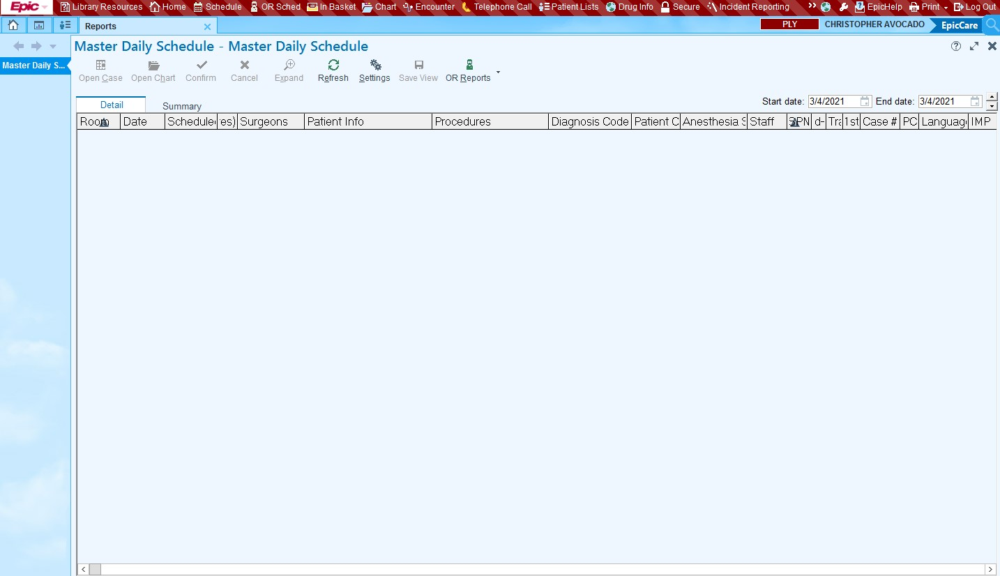 Epic Library Resources Home Schedule OR Sched In Basket Chart Encounter Telephone Call Patient Lists Drug Info Secure Incident Reporting EpicHelp Print Log Out
Reports PLY CHRISTOPHER AVOCADO EpicCare
Master Daily Schedule - Master Daily Schedule
Master Daily S...
Open Case Open Chart Confirm Cancel Expand Refresh Settings Save View OR Reports
Detail Summary Start date: 3/4/2021 End date: 3/4/2021
Room Date Schedule res) Surgeons Patient Info Procedures Diagnosis Code Patient C Anesthesia S Staff SPN d- Tra 1st Case # PC Languag IMP